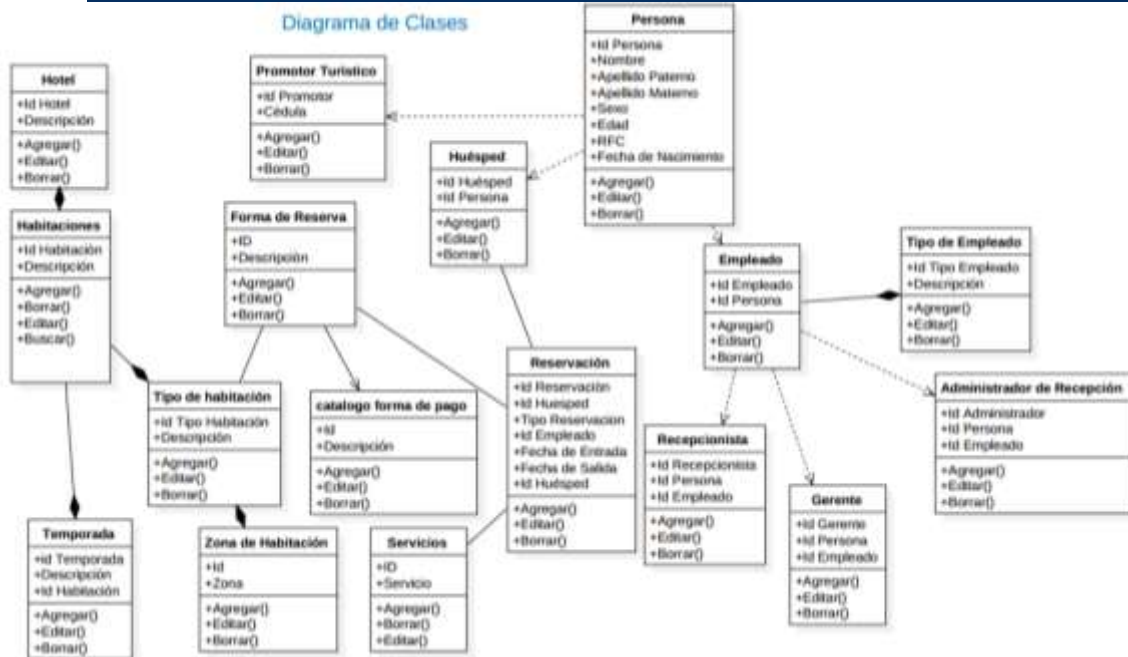 Diagrama de Clases
Persona
+Id Persona
+Nombre
+Apellido Paterno
+Apellido Materno
+Sexo
+Edad
+RFC
+Fecha de Nacimiento
+Agregar()
+Editar()
+Borrar()
Promotor Turistico
+Id Promotor
+Cédula
+Agregar()
+Editar()
+Borrar()
Hotel
+Id Hotel
+Descripción
+Agregar()
+Editar()
+Borrar()
Huésped
+Id Huésped
+Id Persona
+Agregar()
+Editar()
+Borrar()
Habitaciones
+Id Habitación
+Descripción
+Agregar()
+Borrar()
+Editar()
+Buscar()
Forma de Reserva
+ID
+Descripción
+Agregar()
+Editar()
+Borrar()
Empleado
+Id Empleado
+Id Persona
+Agregar()
+Editar()
+Borrar()
Tipo de Empleado
+Id Tipo Empleado
+Descripción
+Agregar()
+Editar()
+Borrar()
Tipo de habitación
+Id Tipo Habitación
+Descripción
+Agregar()
+Editar()
+Borrar()
catalogo forma de pago
+Id
+Descripción
+Agregar()
+Editar()
+Borrar()
Reservación
+Id Reservación
+Id Huesped
+Tipo Reservacion
+Id Empleado
+Fecha de Entrada
+Fecha de Salida
+Id Huésped
+Agregar()
+Editar()
+Borrar()
Administrador de Recepción
+Id Administrador
+Id Persona
+Id Empleado
+Agregar()
+Editar()
+Borrar()
Recepcionista
+Id Recepcionista
+Id Persona
+Id Empleado
+Agregar()
+Editar()
+Borrar()
Gerente
+Id Gerente
+Id Persona
+Id Empleado
+Agregar()
+Editar()
+Borrar()
Temporada
+id Temporada
+Descripción
+Id Habitación
+Agregar()
+Editar()
+Borrar()
Zona de Habitación
+Id
+Zona
+Agregar()
+Editar()
+Borrar()
Servicios
+ID
+Servicio
+Agregar()
+Borrar()
+Editar()